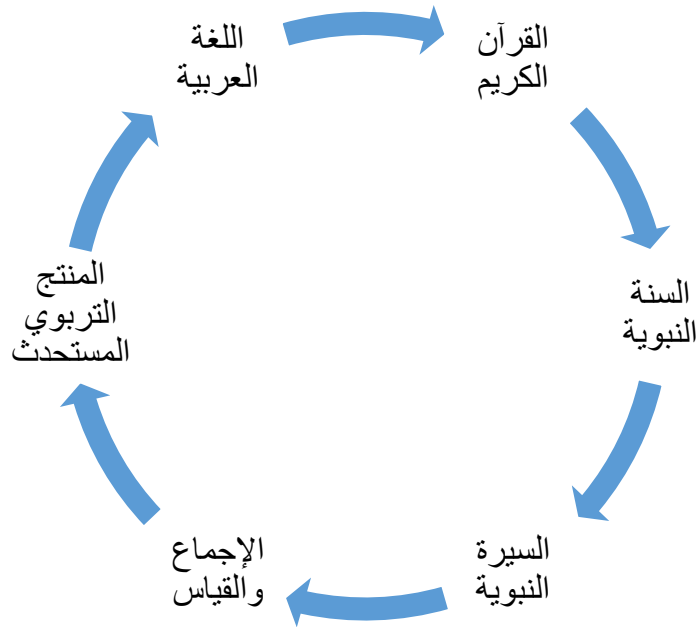 القرآن
الكريم
السنة
النبوية
السيرة
النبوية
الإجماع
والقياس
المنتج
التربوي
المستحدث
اللغة
العربية